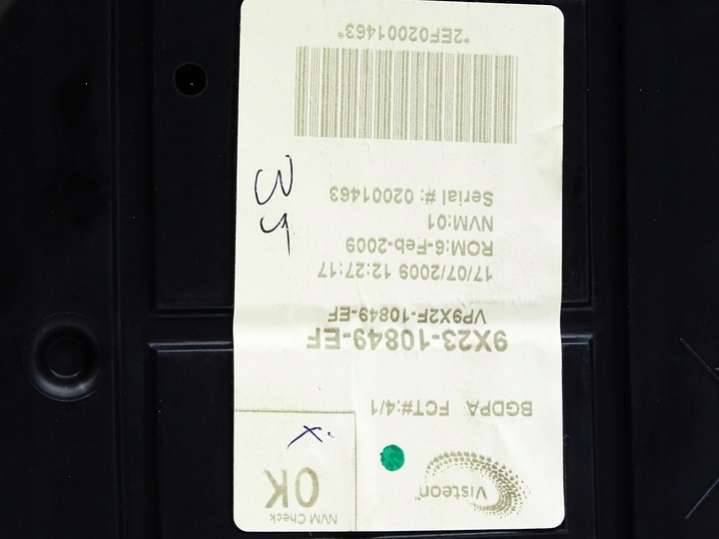 Visteon®
NVM Check
OK
BGDPA FCT#:4/1
9X23-10849-EF
VP9X2F-10849-EF
17/07/2009 12:27:17
ROM:6-Feb-2009
NVM:01
Serial #: 02001463
*2EF02001463*